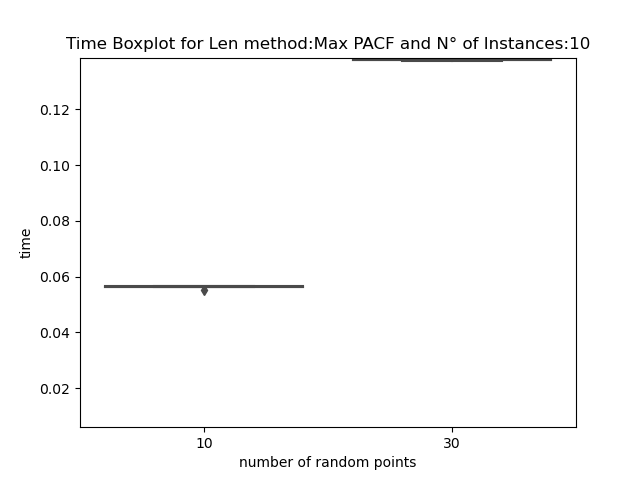 Time Boxplot for Len method:Max PACF and N° of Instances:10
0.12
0.10
0.08
0.06
0.04
0.02
time
10 30
number of random points